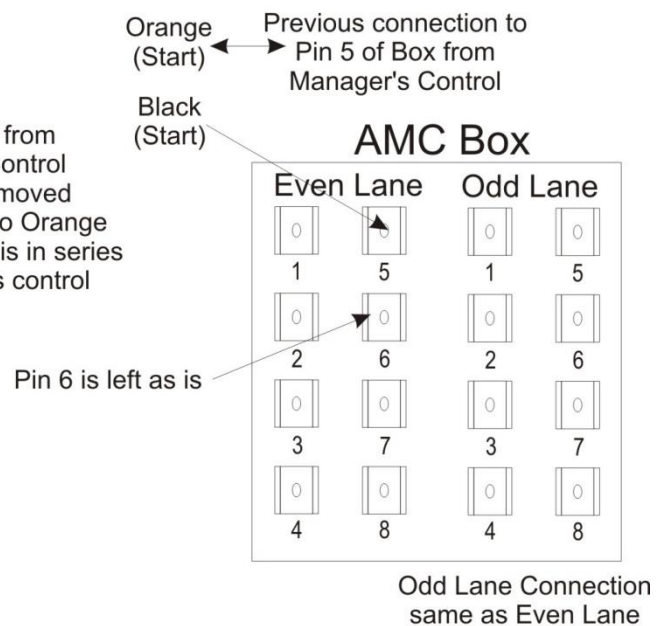 Orange
(Start)
Previous connection to
Pin 5 of Box from
Manager's Control
Black
(Start)
from
ontrol
moved
o Orange
is in series
s control
AMC Box
Even Lane Odd Lane
1 5 1 5
2 6 2 6
Pin 6 is left as is
3 7 3 7
4 8 4 8
Odd Lane Connection
same as Even Lane